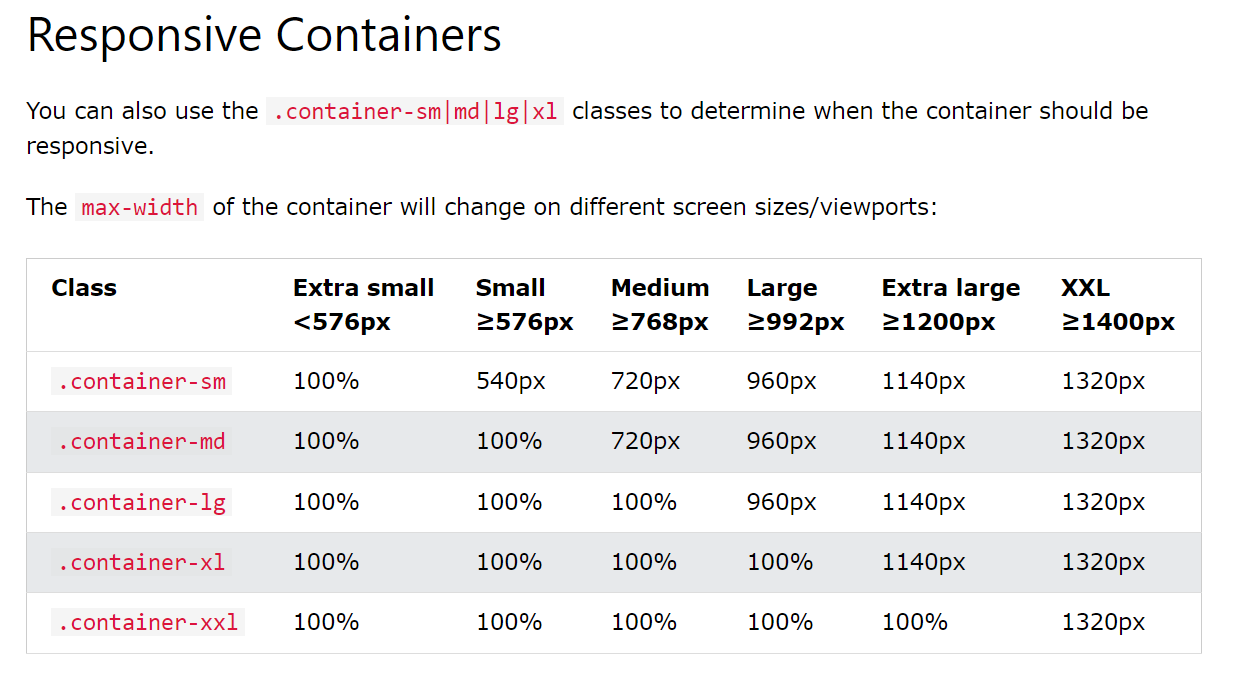 Responsive Containers
You can also use the .container-sm|md|lg|xl classes to determine when the container should be
responsive.
The max-width of the container will change on different screen sizes/viewports:
Class Extra small Small Medium Large Extra large XXL
<576px ≥576px ≥768px ≥992px ≥1200px ≥1400px
.container-sm 100% 540px 720px 960px 1140px 1320px
.container-md 100% 100% 720px 960px 1140px 1320px
.container-lg 100% 100% 100% 960px 1140px 1320px
.container-xl 100% 100% 100% 100% 1140px 1320px
.container-xxl 100% 100% 100% 100% 100% 1320px